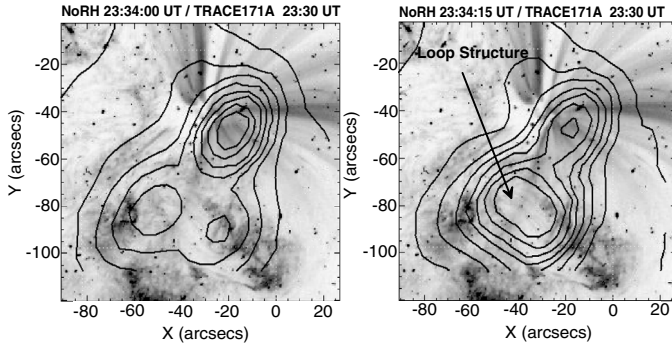 NoRH 23:34:00 UT / TRACE171A 23:30 UT
-20
-40
-60
-80
-100
Y (arcsecs)
-80 -60 -40 -20 0 20
X (arcsecs)
NoRH 23:34:15 UT / TRACE171A 23:30 UT
Loop Structure
-20
-40
-60
-80
-100
Y (arcsecs)
-80 -60 -40 -20 0 20
X (arcsecs)